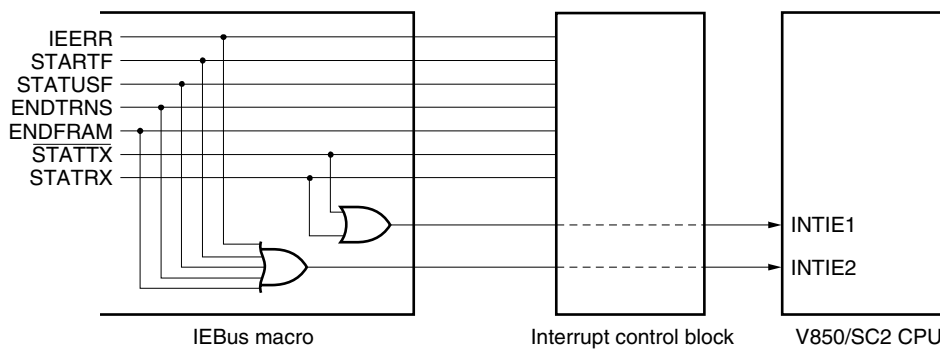 IEERR
STARTF
STATUSF
ENDTRNS
ENDFRAM
STATTX
STATRX
INTIE1
INTIE2
IEBus macro
Interrupt control block
V850/SC2 CPU